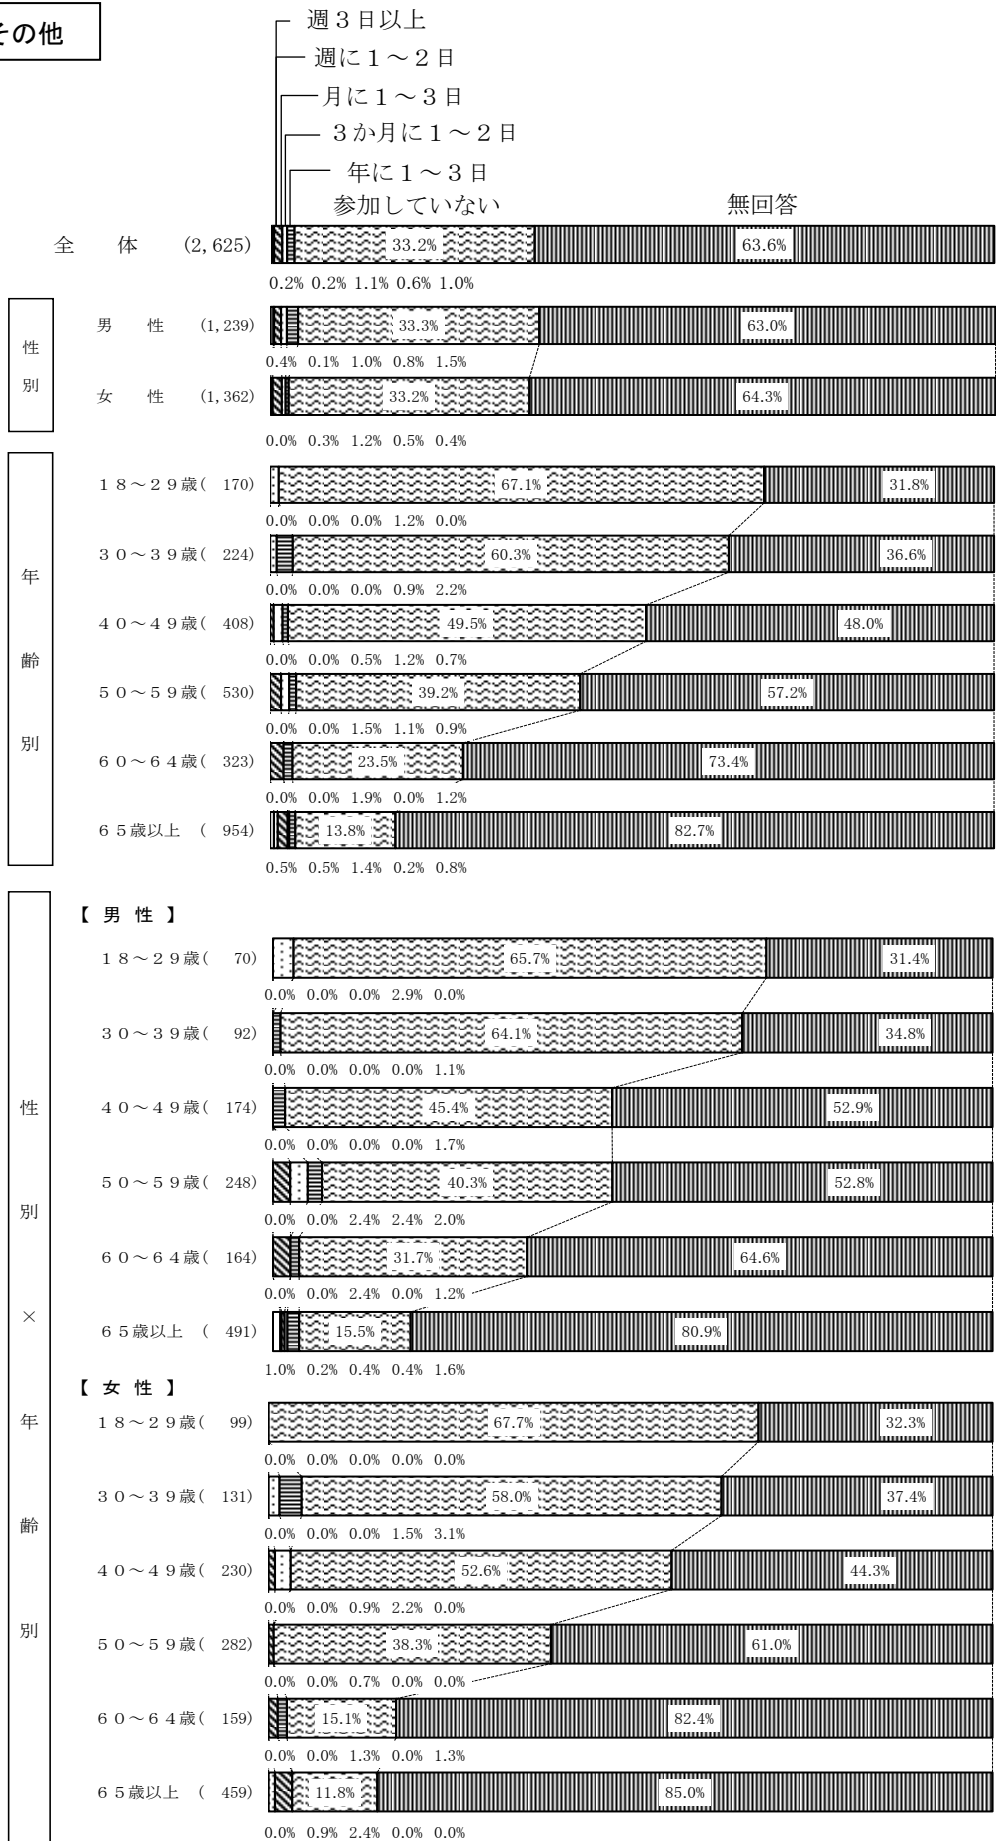 その他
週３日以上
週に１～２日
月に１～３日
３か月に１～２日
年に１～３日
参加していない 無回答
全 体 (2,625) 33.2% 63.6%
0.2% 0.2% 1.1% 0.6% 1.0%
性別
男 性 (1,239) 33.3% 63.0%
0.4% 0.1% 1.0% 0.8% 1.5%
女 性 (1,362) 33.2% 64.3%
0.0% 0.3% 1.2% 0.5% 0.4%
年齢別
１８～２９歳( 170) 67.1% 31.8%
0.0% 0.0% 0.0% 1.2% 0.0%
３０～３９歳( 224) 60.3% 36.6%
0.0% 0.0% 0.0% 0.9% 2.2%
４０～４９歳( 408) 49.5% 48.0%
0.0% 0.0% 0.5% 1.2% 0.7%
５０～５９歳( 530) 39.2% 57.2%
0.0% 0.0% 1.5% 1.1% 0.9%
６０～６４歳( 323) 23.5% 73.4%
0.0% 0.0% 1.9% 0.0% 1.2%
６５歳以上 ( 954) 13.8% 82.7%
0.5% 0.5% 1.4% 0.2% 0.8%
性別×年齢別
【 男 性 】
１８～２９歳( 70) 65.7% 31.4%
0.0% 0.0% 0.0% 2.9% 0.0%
３０～３９歳( 92) 64.1% 34.8%
0.0% 0.0% 0.0% 0.0% 1.1%
４０～４９歳( 174) 45.4% 52.9%
0.0% 0.0% 0.0% 0.0% 1.7%
５０～５９歳( 248) 40.3% 52.8%
0.0% 0.0% 2.4% 2.4% 2.0%
６０～６４歳( 164) 31.7% 64.6%
0.0% 0.0% 2.4% 0.0% 1.2%
６５歳以上 ( 491) 15.5% 80.9%
1.0% 0.2% 0.4% 0.4% 1.6%
【 女 性 】
１８～２９歳( 99) 67.7% 32.3%
0.0% 0.0% 0.0% 0.0% 0.0%
３０～３９歳( 131) 58.0% 37.4%
0.0% 0.0% 0.0% 1.5% 3.1%
４０～４９歳( 230) 52.6% 44.3%
0.0% 0.0% 0.9% 2.2% 0.0%
５０～５９歳( 282) 38.3% 61.0%
0.0% 0.0% 0.7% 0.0% 0.0%
６０～６４歳( 159) 15.1% 82.4%
0.0% 0.0% 1.3% 0.0% 1.3%
６５歳以上 ( 459) 11.8% 85.0%
0.0% 0.9% 2.4% 0.0% 0.0%